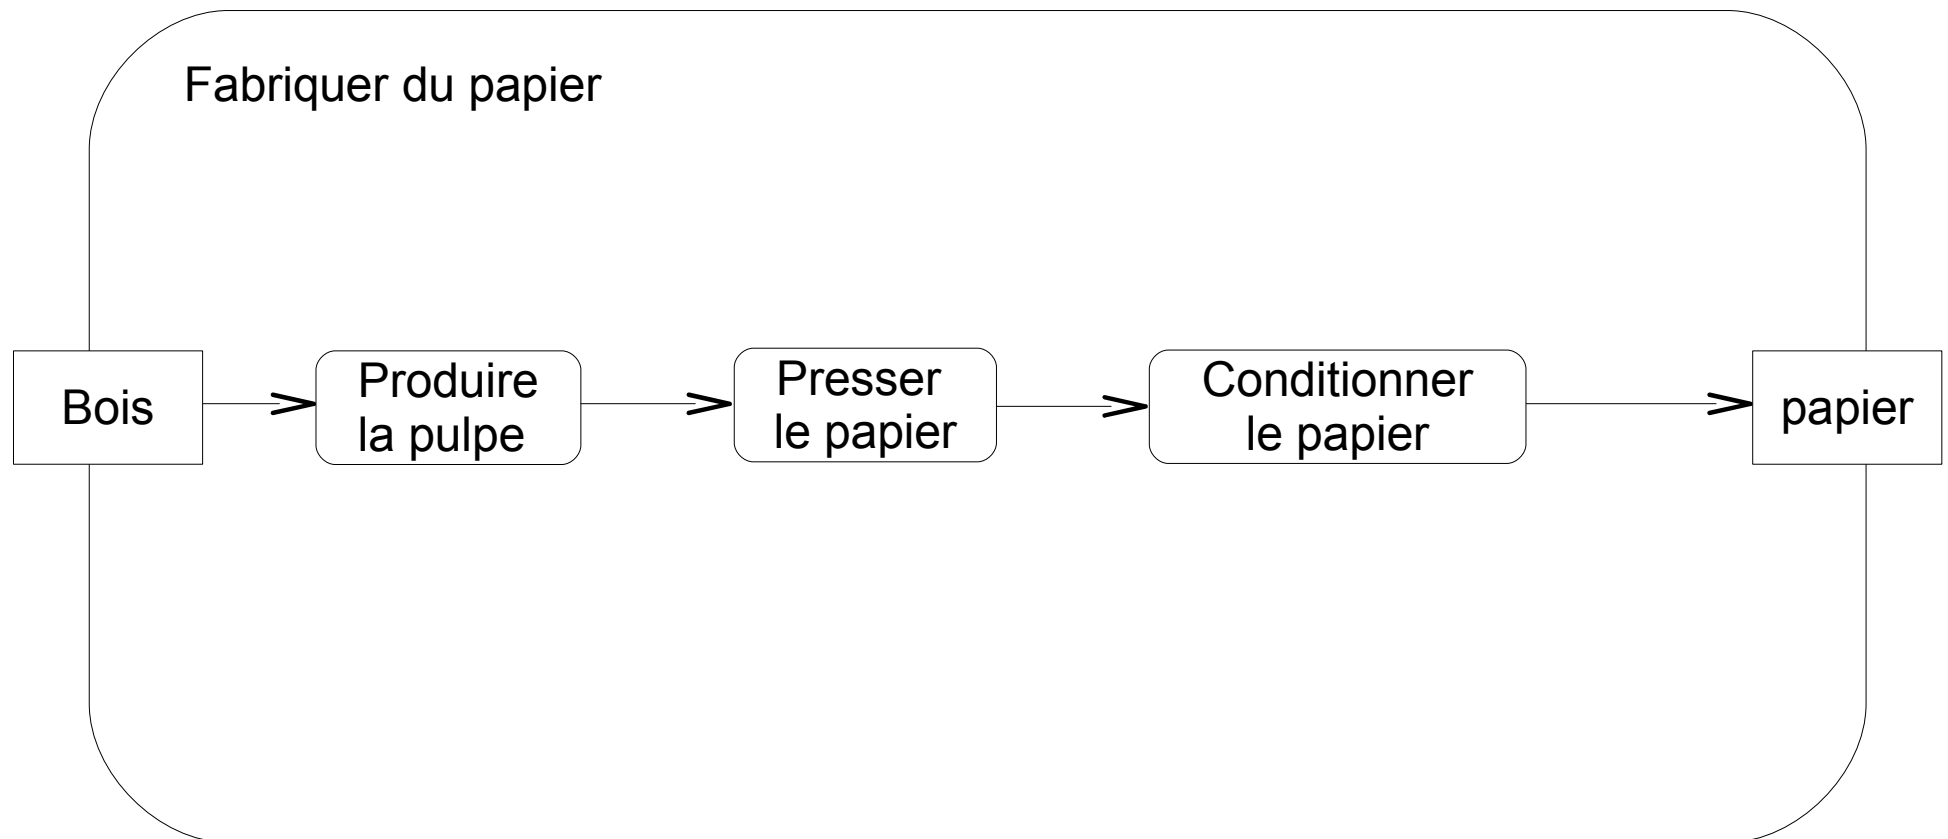 Fabriquer du papier
Bois
Produire
la pulpe
Presser
le papier
Conditionner
le papier
papier